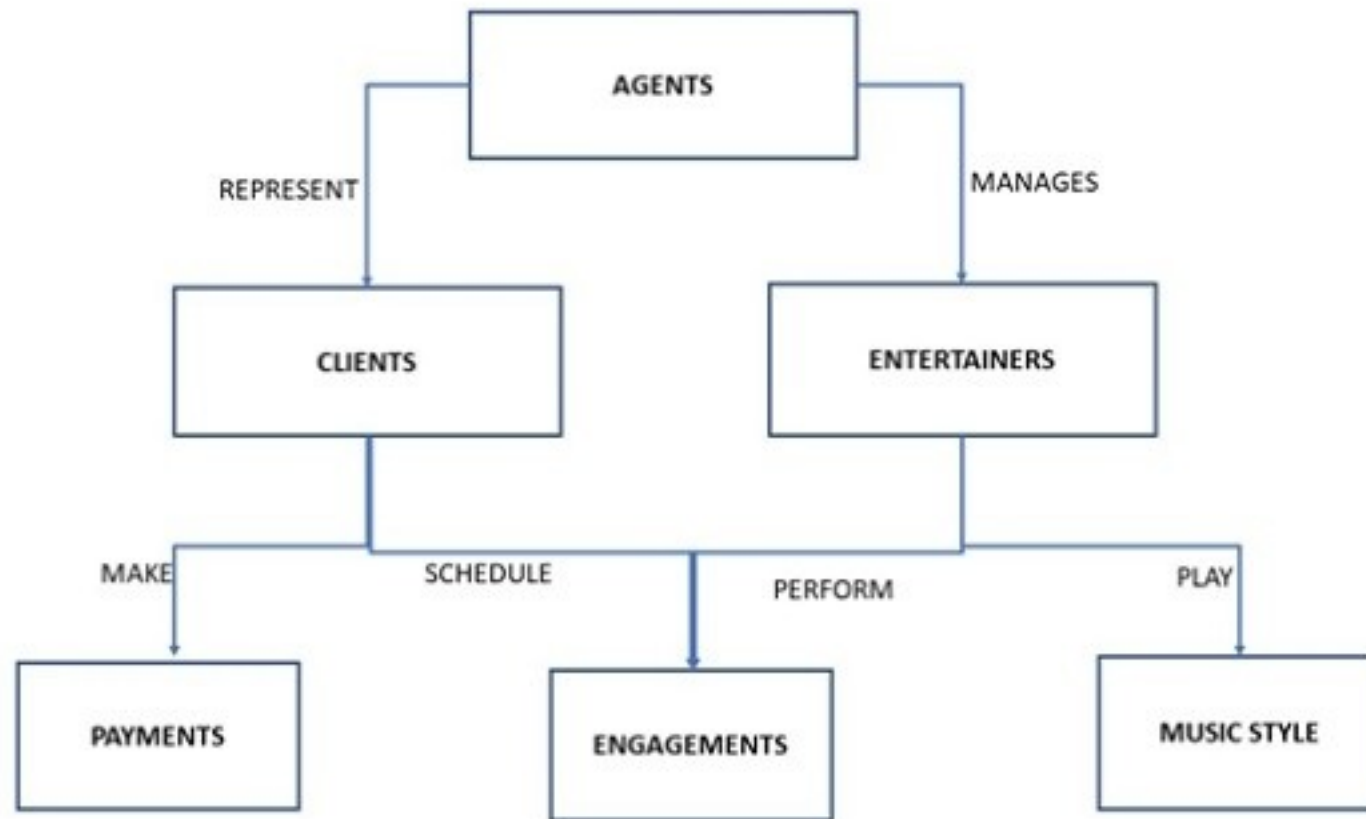 AGENTS
REPRESENT
MANAGES
CLIENTS
ENTERTAINERS
MAKE
SCHEDULE
PERFORM
PLAY
PAYMENTS
ENGAGEMENTS
MUSIC STYLE